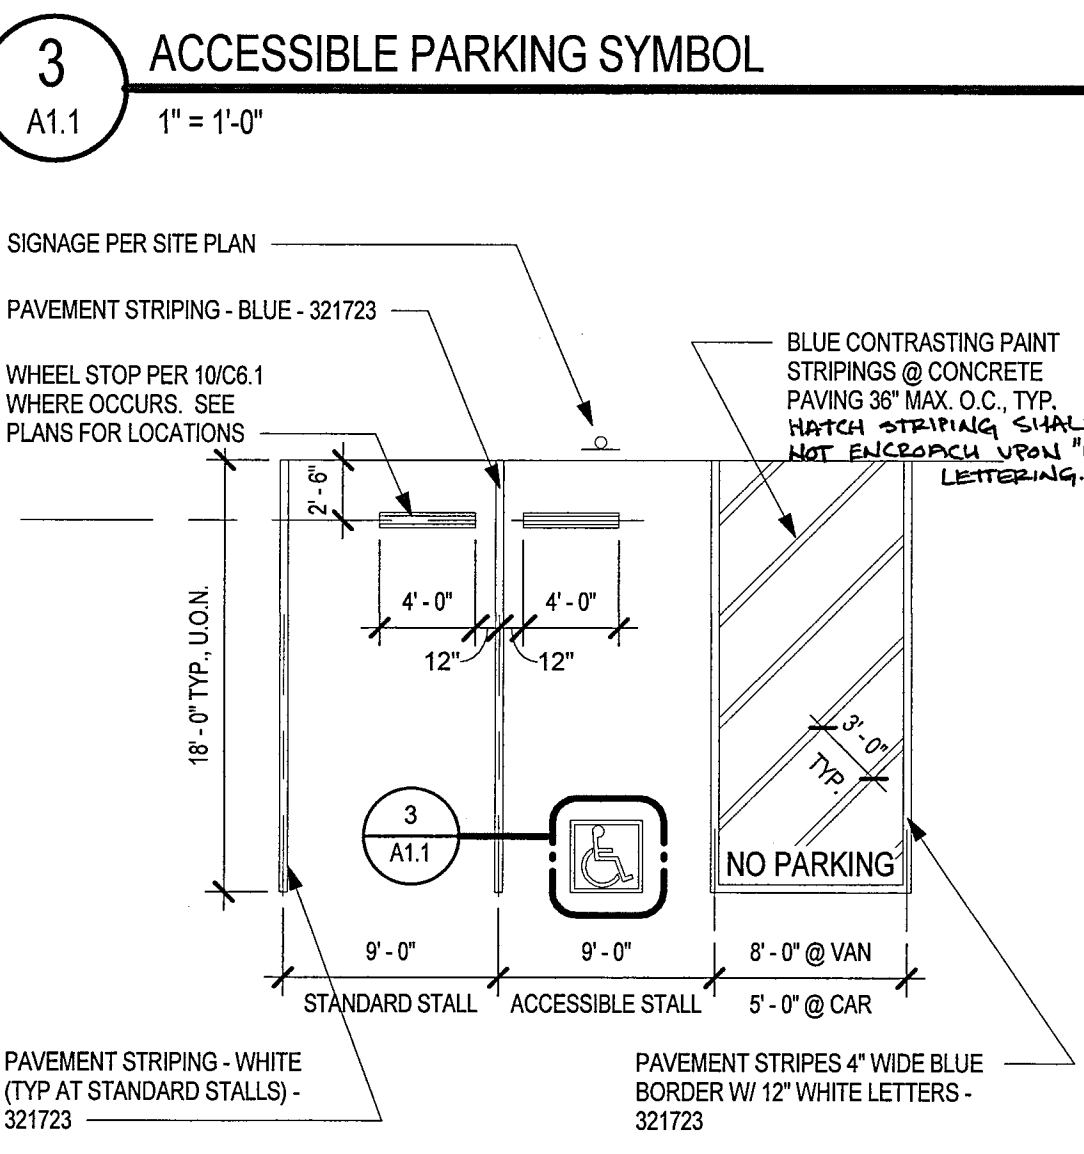 3
A1.1
ACCESSIBLE PARKING SYMBOL
1" = 1'-0"
SIGNAGE PER SITE PLAN
PAVEMENT STRIPING - BLUE - 321723
WHEEL STOP PER 10/C6.1
WHERE OCCURS. SEE
PLANS FOR LOCATIONS
BLUE CONTRASTING PAINT
STRIPINGS @ CONCRETE
PAVING 36" MAX. O.C., TYP.
HATCH STRIPING SHAL
NOT ENCROACH UPON "
LETTERING.
2' - 6"
18' - 0" TYP., U.O.N.
4' - 0"
4' - 0"
12"
12"
3' - 0"
TYP.
3
A1.1
NO PARKING
9' - 0"
9' - 0"
8' - 0" @ VAN
STANDARD STALL
ACCESSIBLE STALL
5' - 0" @ CAR
PAVEMENT STRIPING - WHITE
(TYP AT STANDARD STALLS) -
321723
PAVEMENT STRIPES 4" WIDE BLUE
BORDER W/ 12" WHITE LETTERS -
321723